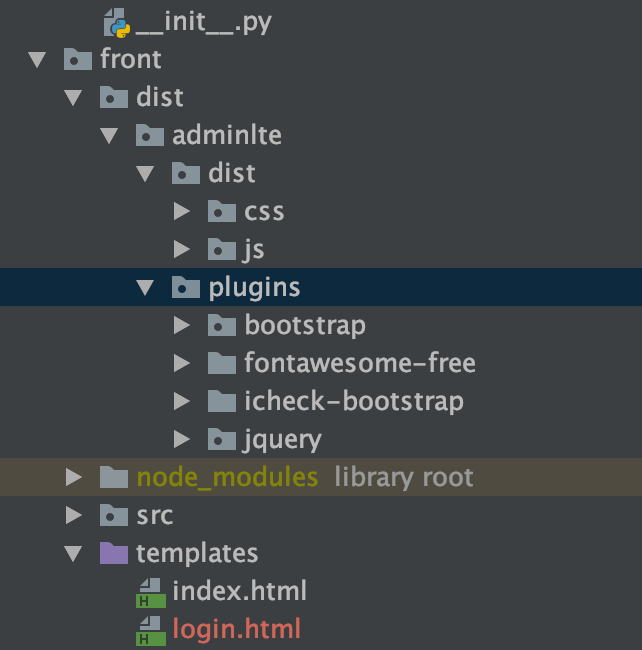 __init__.py
front
dist
adminlte
dist
css
js
plugins
bootstrap
fontawesome-free
icheck-bootstrap
jquery
node_modules library root
src
templates
H index.html
H login.html